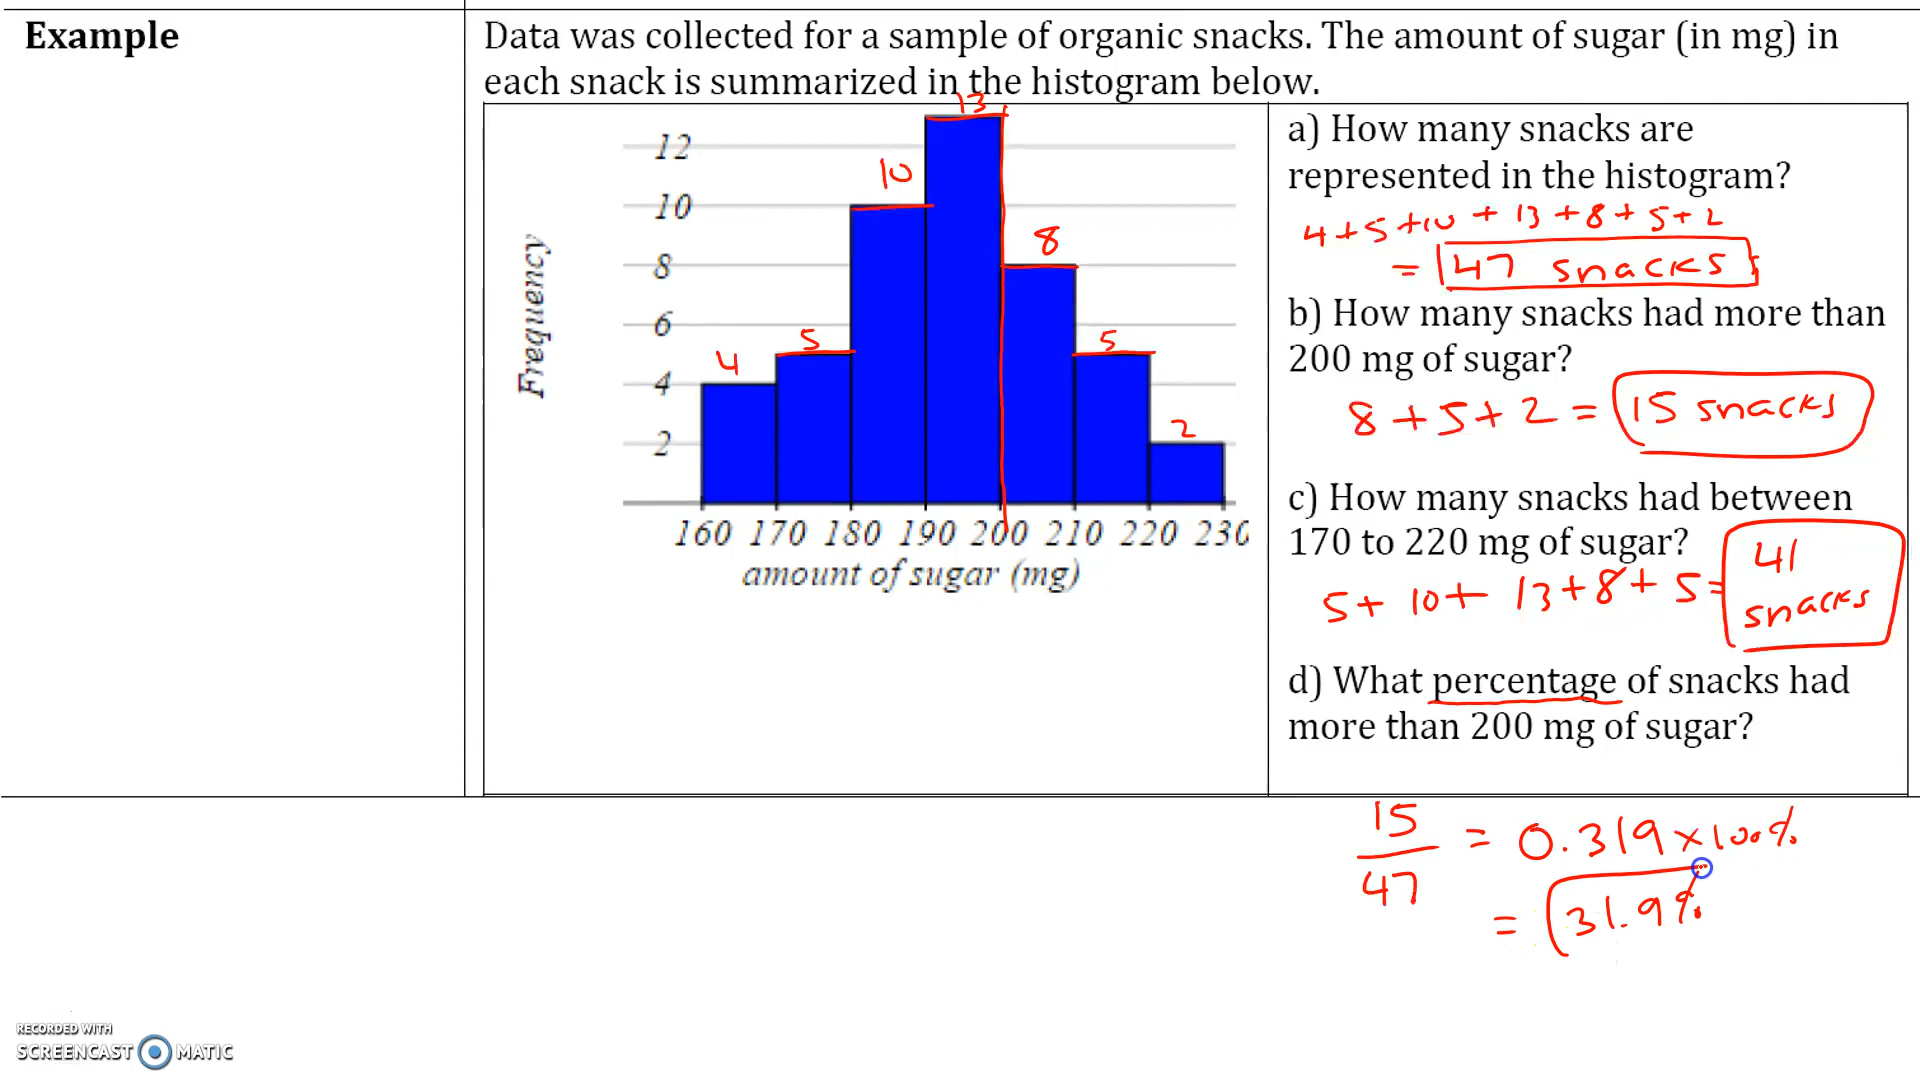 Example
Data was collected for a sample of organic snacks. The amount of sugar (in mg) in
each snack is summarized in the histogram below.
13
12
10
10
8
8
6
5
5
4
4
2
2
Frequency
160 170 180 190 200 210 220 230
amount of sugar (mg)
a) How many snacks are
represented in the histogram?
4+5+10 + 13 +8+ 5+2
= 47 snacks
b) How many snacks had more than
200 mg of sugar?
8 + 5 + 2 = 15 snacks
c) How many snacks had between
170 to 220 mg of sugar?
5+ 10+ 13+8+ 5= 41
snacks
d) What percentage of snacks had
more than 200 mg of sugar?
15
47
= 0.319 x 100%
= 31.9%
RECORDED WITH
SCREENCAST MATIC